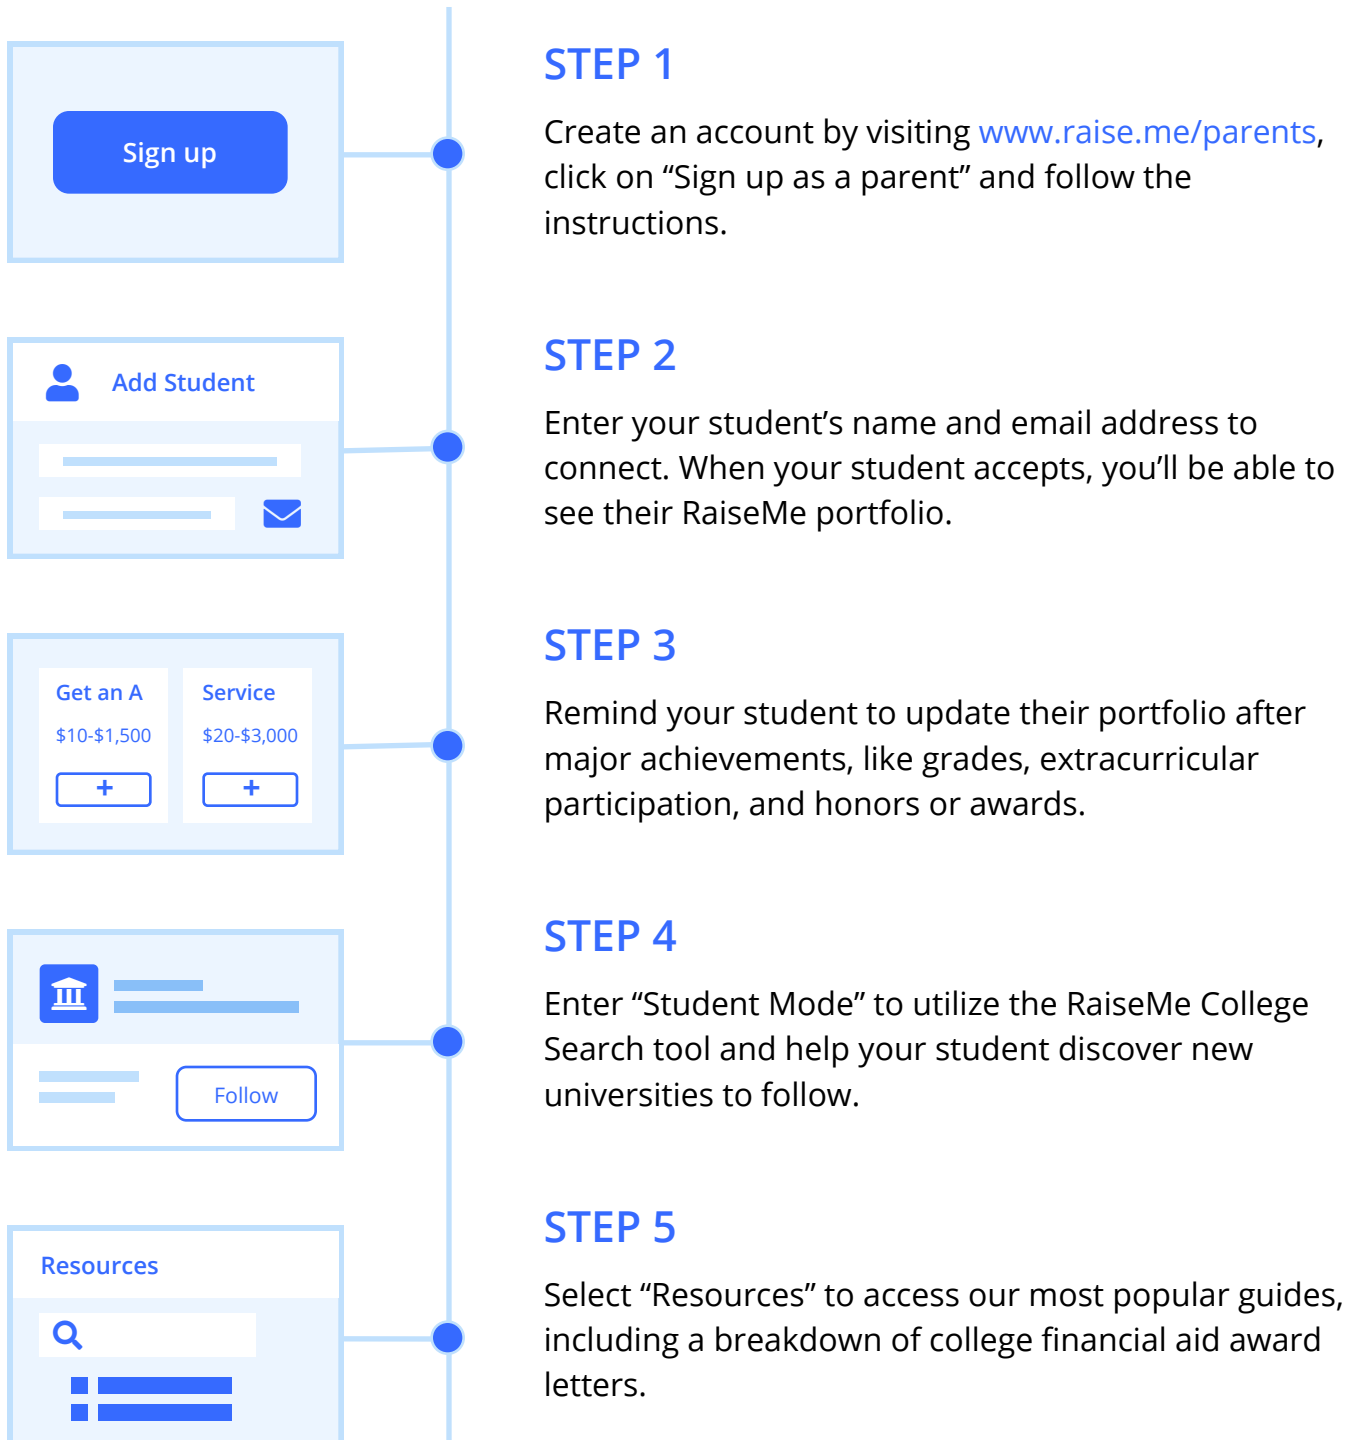 Sign up
STEP 1
Create an account by visiting www.raise.me/parents,
click on “Sign up as a parent” and follow the
instructions.
Add Student
STEP 2
Enter your student’s name and email address to
connect. When your student accepts, you’ll be able to
see their RaiseMe portfolio.
Get an A
$10-$1,500
+
Service
$20-$3,000
+
STEP 3
Remind your student to update their portfolio after
major achievements, like grades, extracurricular
participation, and honors or awards.
Follow
STEP 4
Enter “Student Mode” to utilize the RaiseMe College
Search tool and help your student discover new
universities to follow.
Resources
STEP 5
Select “Resources” to access our most popular guides,
including a breakdown of college financial aid award
letters.